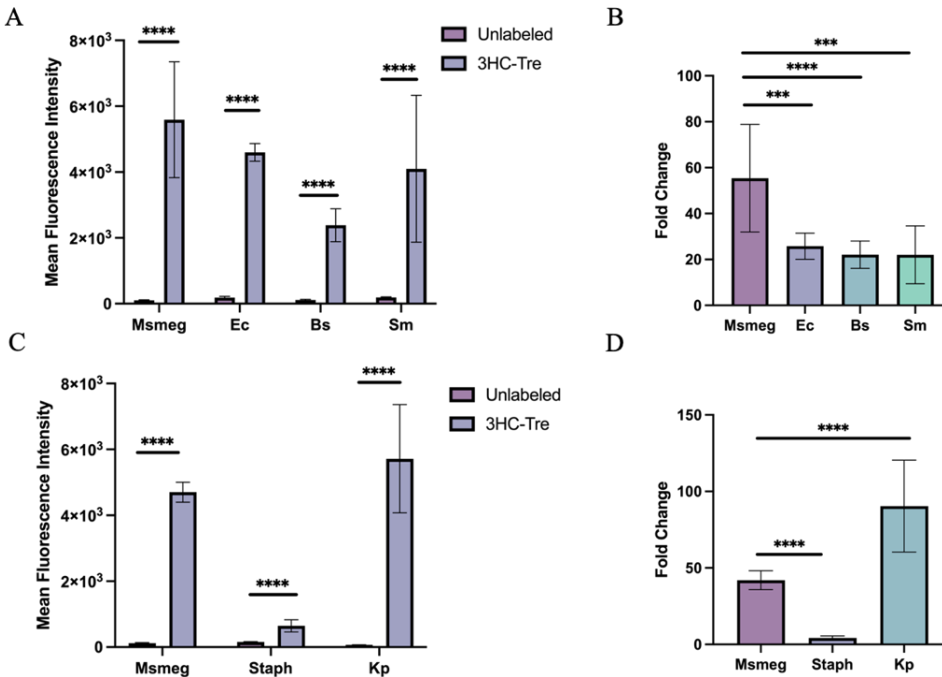 A
Mean Fluorescence Intensity
8×10³
6×10³
4×10³
2×10³
0
****
****
****
****
Msmeg Ec Bs Sm
Unlabeled
3HC-Tre
B
Fold Change
100
80
60
40
20
0
***
****
***
Msmeg Ec Bs Sm
C
Mean Fluorescence Intensity
8×10³
6×10³
4×10³
2×10³
0
****
****
****
Msmeg Staph Kp
Unlabeled
3HC-Tre
D
Fold Change
150
100
50
0
****
****
Msmeg Staph Kp